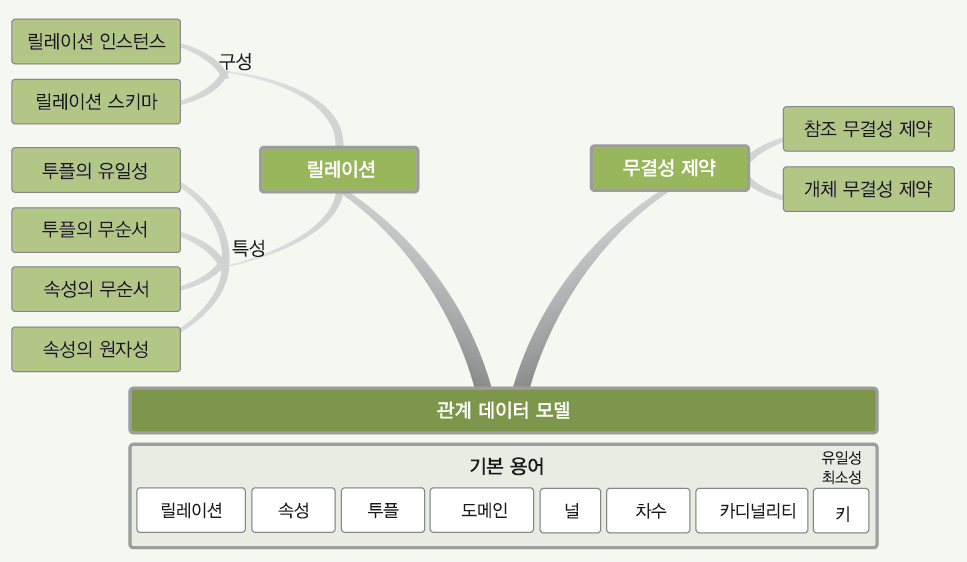 릴레이션 인스턴스
릴레이션 스키마
구성
투플의 유일성
투플의 무순서
속성의 무순서
속성의 원자성
특성
릴레이션
무결성 제약
참조 무결성 제약
개체 무결성 제약
관계 데이터 모델
기본 용어
유일성
최소성
릴레이션
속성
투플
도메인
널
차수
카디널리티
키